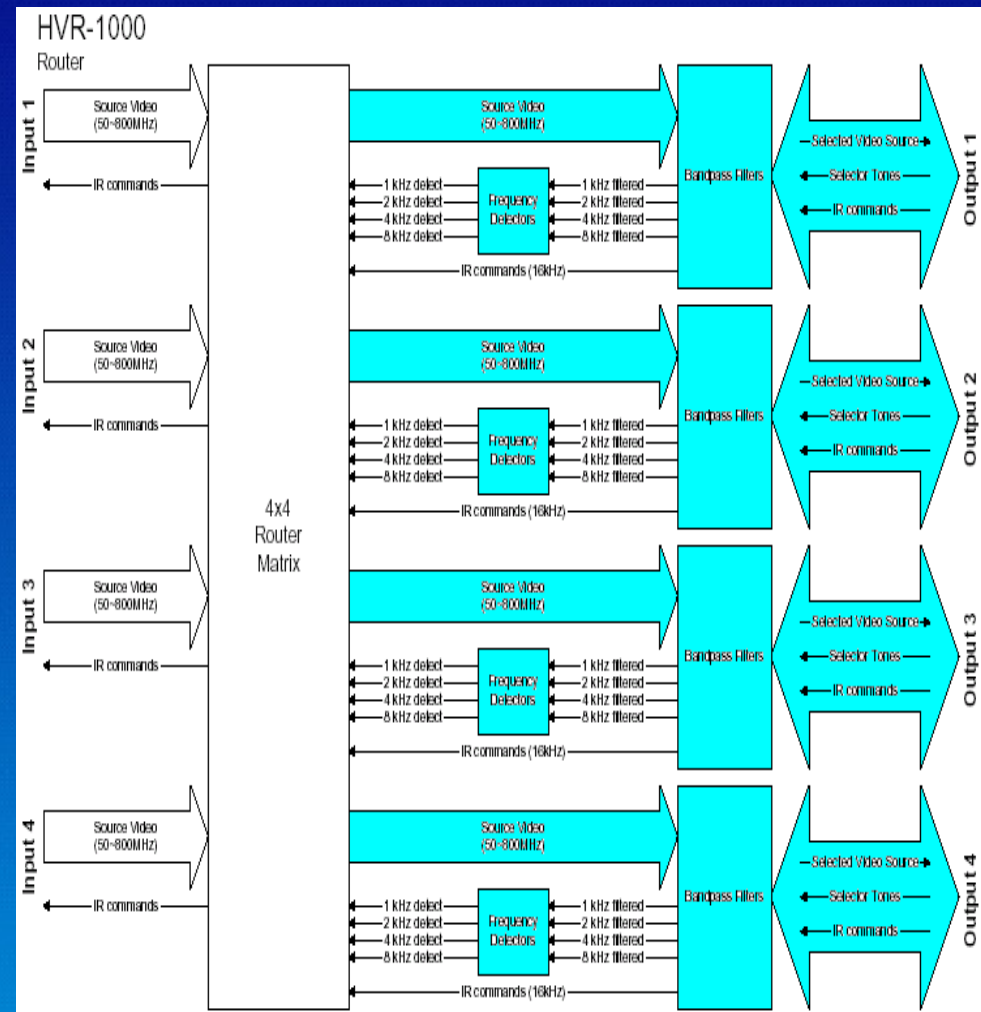 HVR-1000
Router
Input 1
Source Video
(50~800MHz)
IR commands
Source Video
(50~800MHz)
1 kHz detect
2 kHz detect
4 kHz detect
8 kHz detect
Frequency
Detectors
1 kHz filtered
2 kHz filtered
4 kHz filtered
8 kHz filtered
IR commands (16kHz)
Bandpass Filters
Selected Video Source
Selector Tones
IR commands
Output 1
Input 2
Source Video
(50~800MHz)
IR commands
Source Video
(50~800MHz)
1 kHz detect
2 kHz detect
4 kHz detect
8 kHz detect
Frequency
Detectors
1 kHz filtered
2 kHz filtered
4 kHz filtered
8 kHz filtered
IR commands (16kHz)
Bandpass Filters
Selected Video Source
Selector Tones
IR commands
Output 2
4x4
Router
Matrix
Input 3
Source Video
(50~800MHz)
IR commands
Source Video
(50~800MHz)
1 kHz detect
2 kHz detect
4 kHz detect
8 kHz detect
Frequency
Detectors
1 kHz filtered
2 kHz filtered
4 kHz filtered
8 kHz filtered
IR commands (16kHz)
Bandpass Filters
Selected Video Source
Selector Tones
IR commands
Output 3
Input 4
Source Video
(50~800MHz)
IR commands
Source Video
(50~800MHz)
1 kHz detect
2 kHz detect
4 kHz detect
8 kHz detect
Frequency
Detectors
1 kHz filtered
2 kHz filtered
4 kHz filtered
8 kHz filtered
IR commands (16kHz)
Bandpass Filters
Selected Video Source
Selector Tones
IR commands
Output 4